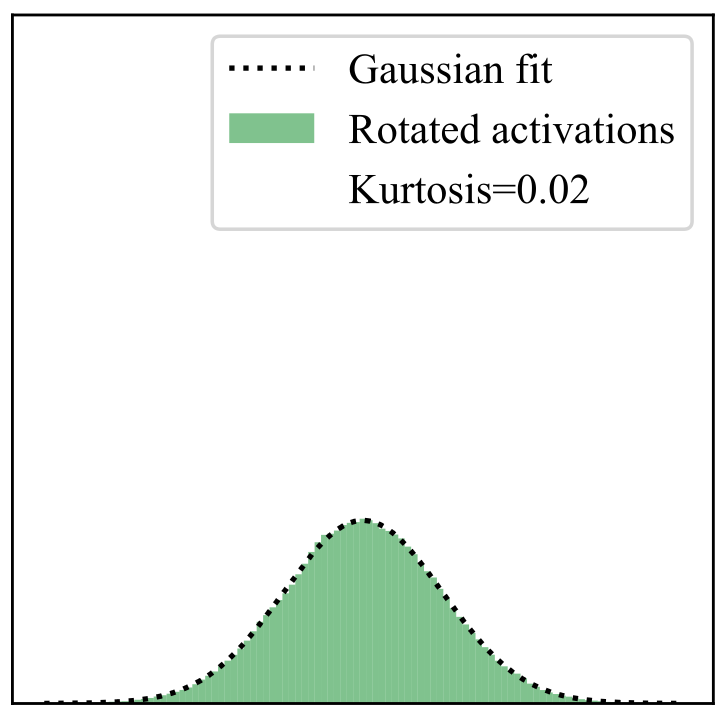 Gaussian fit
Rotated activations
Kurtosis=0.02